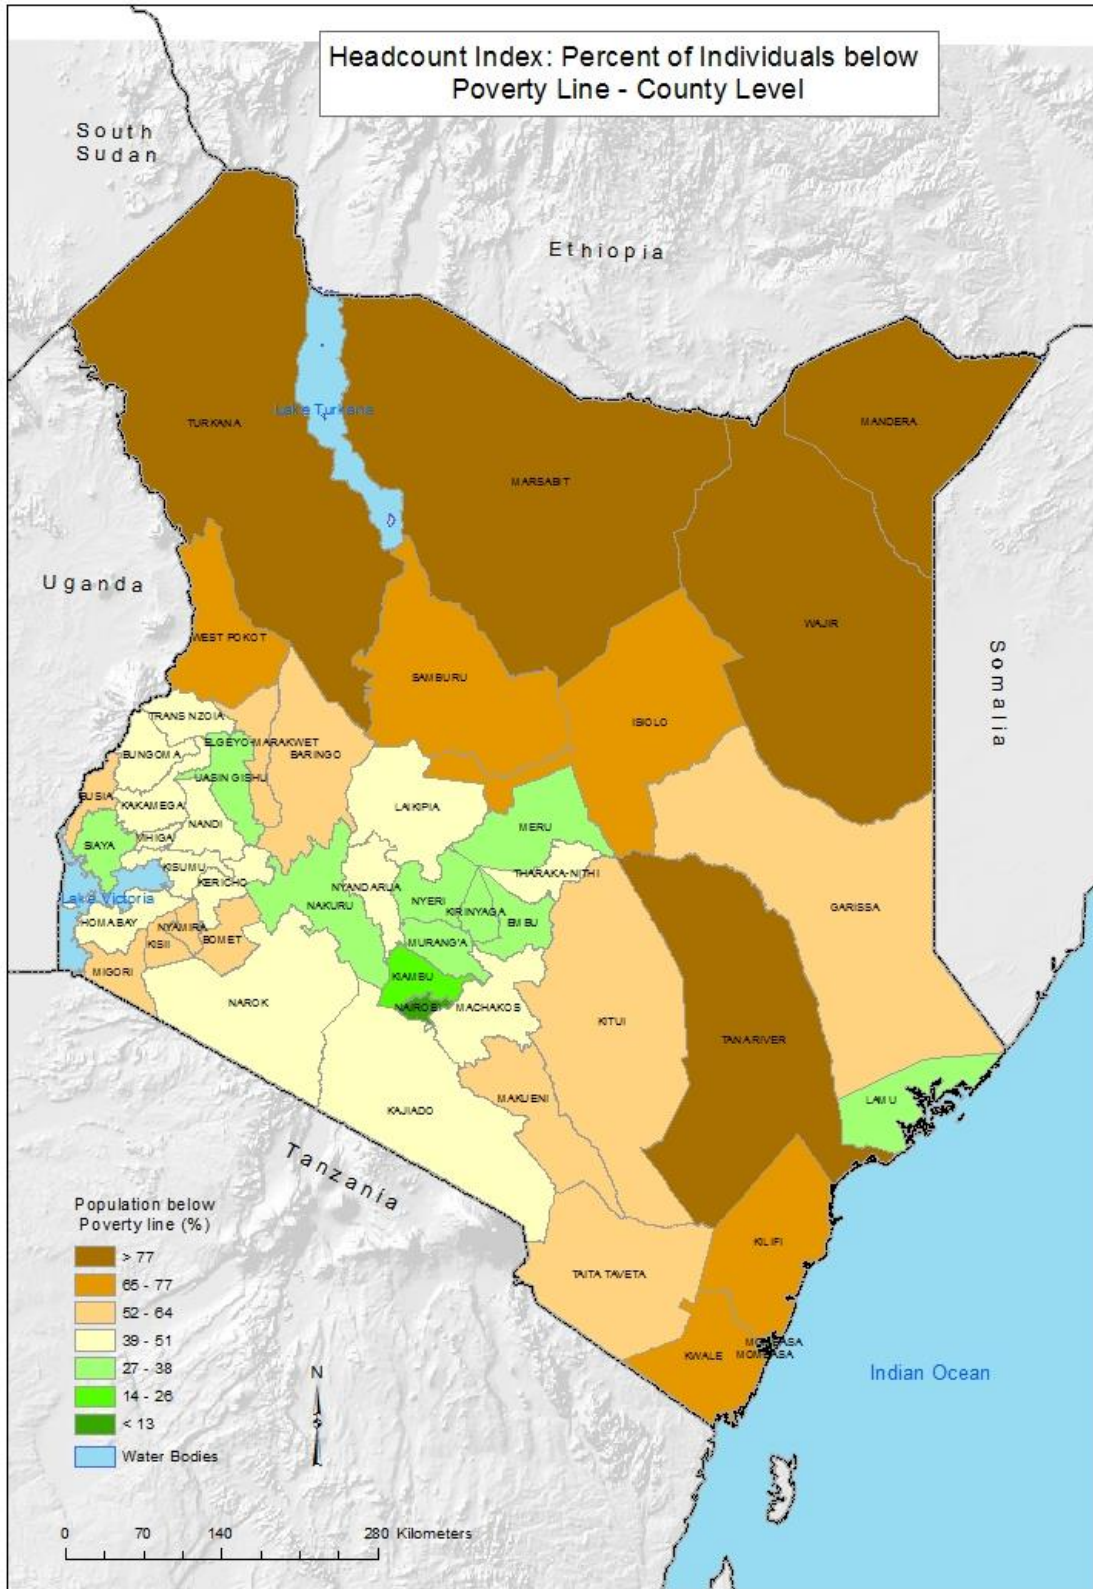 Headcount Index: Percent of Individuals below
Poverty Line - County Level
South
Sudan
Ethiopia
Lake Turkana
TURKANA
MANDERA
MARSABIT
Uganda
WEST POKOT
WAJIR
Somalia
SAMBURU
ISIOLO
TRANS NZOIA
ELGEYO-MARAKWET
BUNGOMA
BARINGO
UASIN GISHU
BUSIA
KAKAMEGA
LAIKIPIA
NANDI
MERU
SIAYA
VIHIGA
KISUMU
THARAKA-NITHI
KERICHO
NYANDARUA
Lake Victoria
NYERI
NAKURU
KIRINYAGA
GARISSA
HOMABAY
NYAMIRA
EMBU
KISII
BOMET
MURANG'A
MIGORI
KIAMBU
NAROK
NAIROBI
MACHAKOS
KITUI
TANA RIVER
MAKUENI
LAMU
KAJIADO
Tanzania
KILIFI
TAITA TAVETA
MOMBASA
KWALE
MOMBASA
Indian Ocean
Population below
Poverty line (%)
> 77
65 - 77
52 - 64
39 - 51
27 - 38
14 - 26
< 13
Water Bodies
N
0 70 140 280 Kilometers